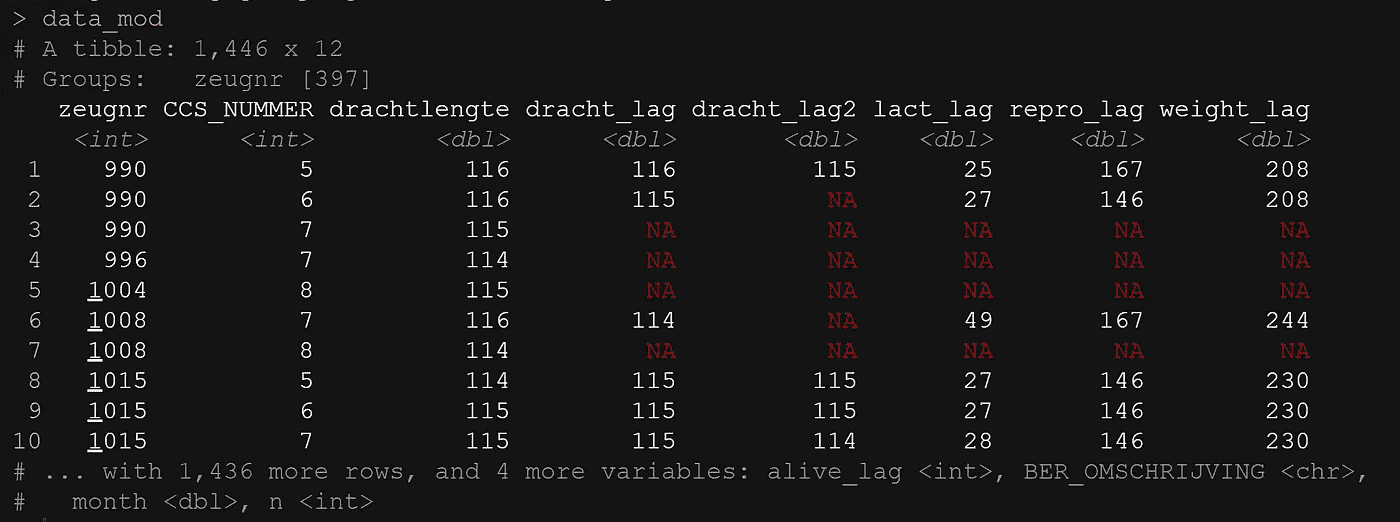 > data_mod
# A tibble: 1,446 x 12
# Groups:   zeugnr [397]
zeugnr CCS_NUMMER drachtlengte dracht_lag dracht_lag2 lact_lag repro_lag weight_lag
<int> <int> <dbl> <dbl> <dbl> <dbl> <dbl> <dbl>
1 990 5 116 116 115 25 167 208
2 990 6 116 115 NA 27 146 208
3 990 7 115 NA NA NA NA NA
4 996 7 114 NA NA NA NA NA
5 1004 8 115 NA NA NA NA NA
6 1008 7 116 114 NA 49 167 244
7 1008 8 114 NA NA NA NA NA
8 1015 5 114 115 115 27 146 230
9 1015 6 115 115 115 27 146 230
10 1015 7 115 115 114 28 146 230
# ... with 1,436 more rows, and 4 more variables: alive_lag <int>, BER_OMSCHRIJVING <chr>,
#   month <dbl>, n <int>